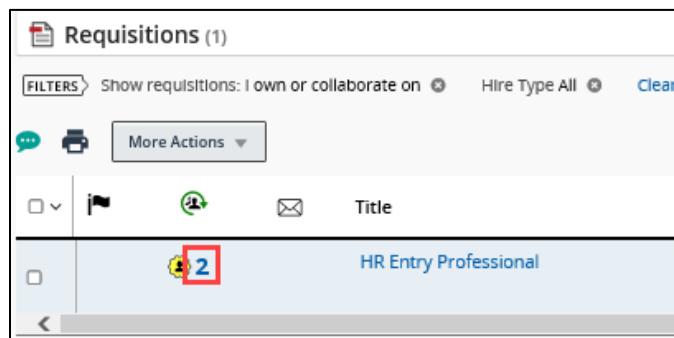 Requisitions (1)
FILTERS Show requisitions: I own or collaborate on Hire Type All Clear
More Actions
Title
2 HR Entry Professional